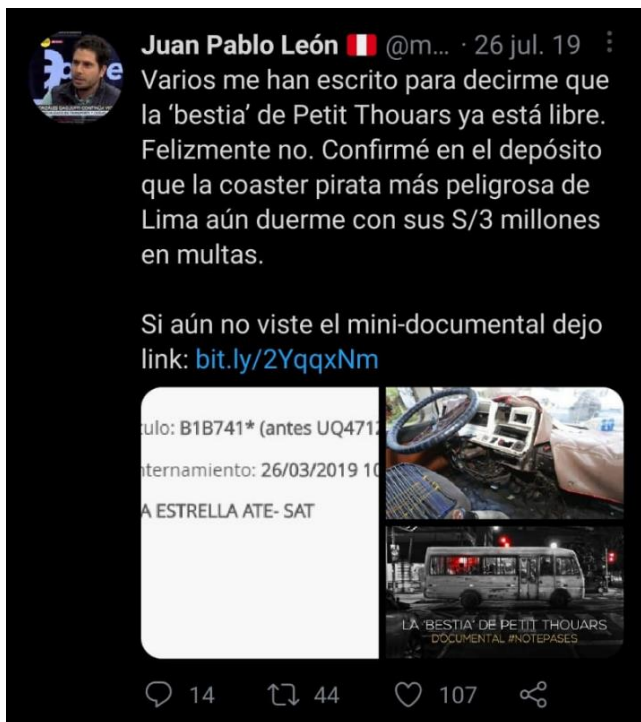 Juan Pablo León 🇵🇪 @m... · 26 jul. 19
Varios me han escrito para decirme que
la ‘bestia’ de Petit Thouars ya está libre.
Felizmente no. Confirmé en el depósito
que la coaster pirata más peligrosa de
Lima aún duerme con sus S/3 millones
en multas.
Si aún no viste el mini-documental dejo
link: bit.ly/2YqqxNm
culo: B1B741* (antes UQ4712
nternamiento: 26/03/2019 10
A ESTRELLA ATE- SAT
LA ‘BESTIA’ DE PETIT THOUARS
DOCUMENTAL #NOTEPASES
14 44 107